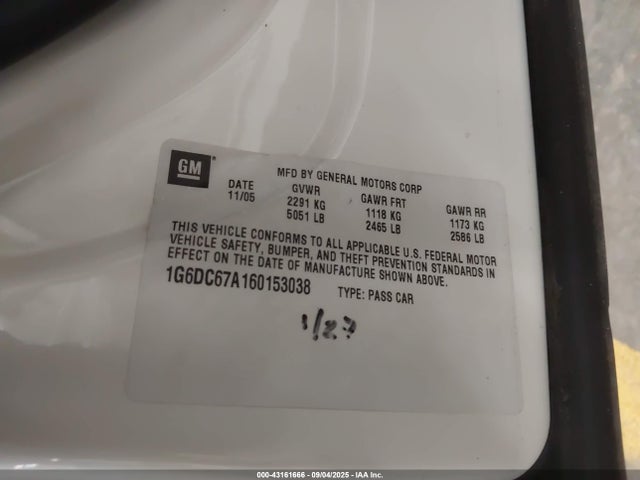 GM
MFD BY GENERAL MOTORS CORP
DATE GVWR GAWR FRT GAWR RR
11/05 2291 KG 1118 KG 1173 KG
5051 LB 2465 LB 2586 LB
THIS VEHICLE CONFORMS TO ALL APPLICABLE U.S. FEDERAL MOTOR
VEHICLE SAFETY, BUMPER, AND THEFT PREVENTION STANDARDS IN
EFFECT ON THE DATE OF MANUFACTURE SHOWN ABOVE.
1G6DC67A160153038 TYPE: PASS CAR
1/27
000-43161666 - 09/04/2025 - IAA Inc.